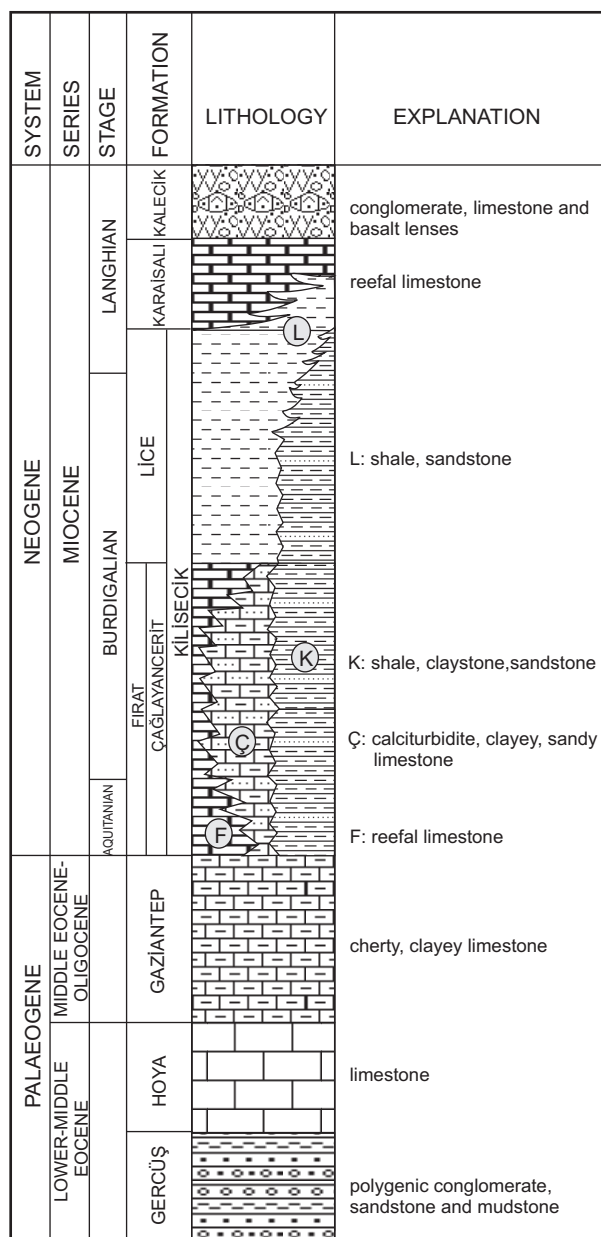 SYSTEM
SERIES
STAGE
FORMATION
LITHOLOGY
EXPLANATION
NEOGENE
MIOCENE
LANGHIAN
KALECİK
conglomerate, limestone and
basalt lenses
KARAİSALI
reefal limestone
L
BURDIGALIAN
LİCE
L: shale, sandstone
KİLİSECİK
FIRAT
ÇAĞLAYANCERIT
K
K: shale, claystone,sandstone
Ç
Ç: calciturbidite, clayey, sandy
limestone
AQUITANIAN
F
F: reefal limestone
PALAEOGENE
MIDDLE EOCENE-
OLIGOCENE
GAZİANTEP
cherty, clayey limestone
LOWER-MIDDLE
EOCENE
HOYA
limestone
GERCÜŞ
polygenic conglomerate,
sandstone and mudstone